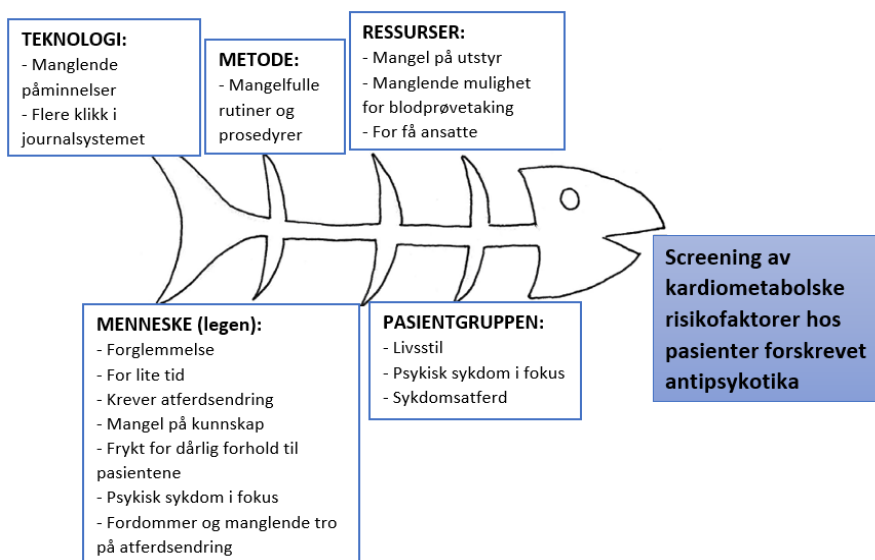 TEKNOLOGI:
- Manglende
påminnelser
- Flere klikk i
journalsystemet
METODE:
- Mangelfulle
rutiner og
prosedyrer
RESSURSER:
- Mangel på utstyr
- Manglende mulighet
for blodprøvetaking
- For få ansatte
Screening av
kardiometabolske
risikofaktorer hos
pasienter forskrevet
antipsykotika
MENNESKE (legen):
- Forglemmelse
- For lite tid
- Krever atferdsendring
- Mangel på kunnskap
- Frykt for dårlig forhold til
pasientene
- Psykisk sykdom i fokus
- Fordommer og manglende tro
på atferdsendring
PASIENTGRUPPEN:
- Livsstil
- Psykisk sykdom i fokus
- Sykdomsatferd